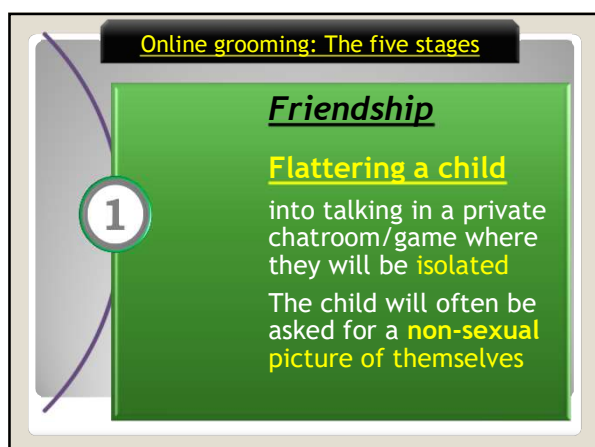 Online grooming: The five stages
Friendship
Flattering a child
1
into talking in a private
chatroom/game where
they will be isolated
The child will often be
asked for a non-sexual
picture of themselves